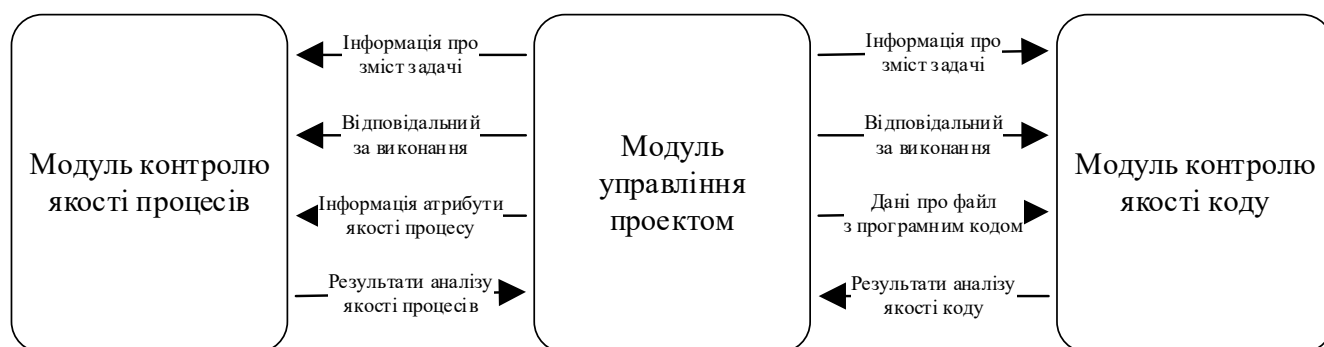 Модуль контролю
якості процесів
Інформація про
зміст задачі
Відповідальний
за виконання
Інформація атрибути
якості процесу
Результати аналізу
якості процесів
Модуль
управління
проектом
Інформація про
зміст задачі
Відповідальний
за виконання
Дані про файл
з програмним кодом
Результати аналізу
якості коду
Модуль контролю
якості коду